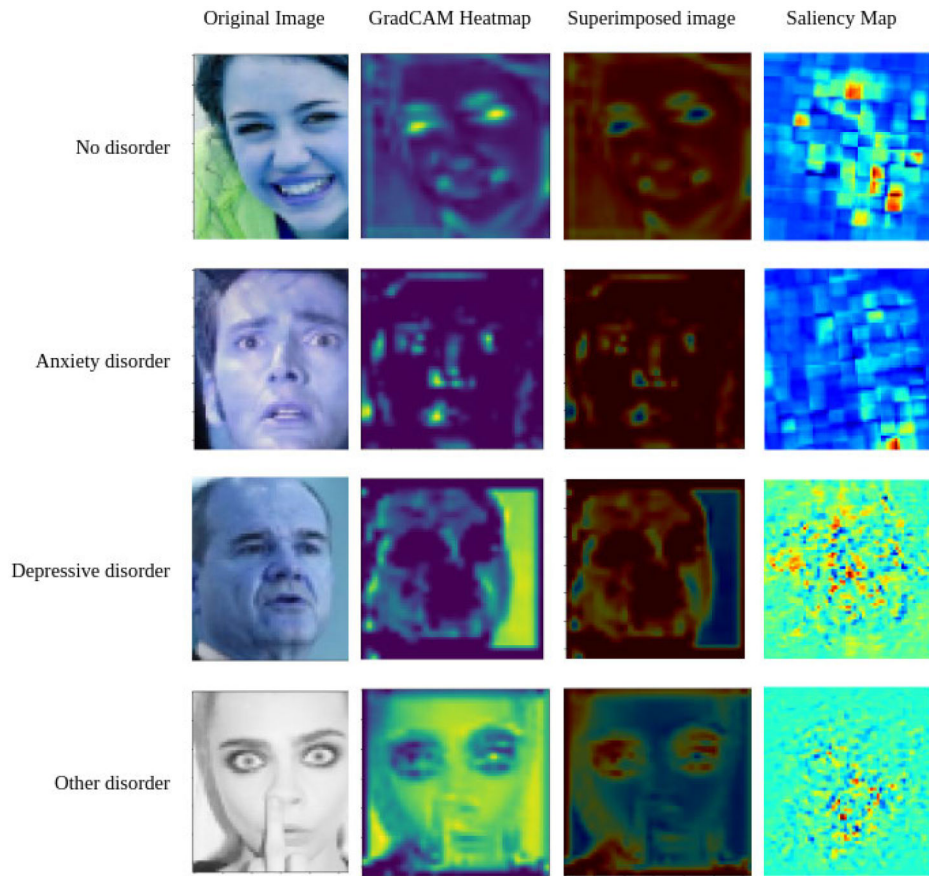 Original Image GradCAM Heatmap Superimposed image Saliency Map
No disorder
Anxiety disorder
Depressive disorder
Other disorder